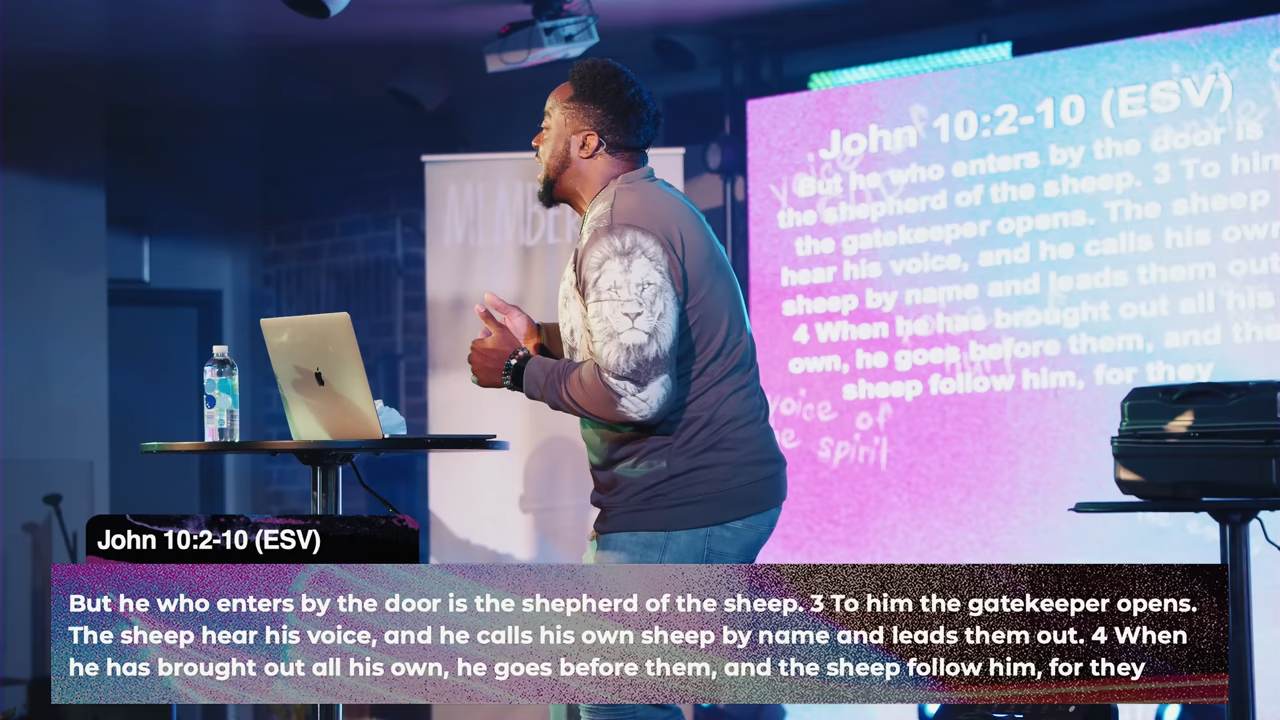 MEMBER
John 10:2-10 (ESV)
But he who enters by the door is
the shepherd of the sheep. 3 To him
the gatekeeper opens. The sheep
hear his voice, and he calls his own
sheep by name and leads them out
4 When he has brought out all his
own, he goes before them, and the
sheep follow him, for they
voice of
spirit
John 10:2-10 (ESV)
But he who enters by the door is the shepherd of the sheep. 3 To him the gatekeeper opens.
The sheep hear his voice, and he calls his own sheep by name and leads them out. 4 When
he has brought out all his own, he goes before them, and the sheep follow him, for they